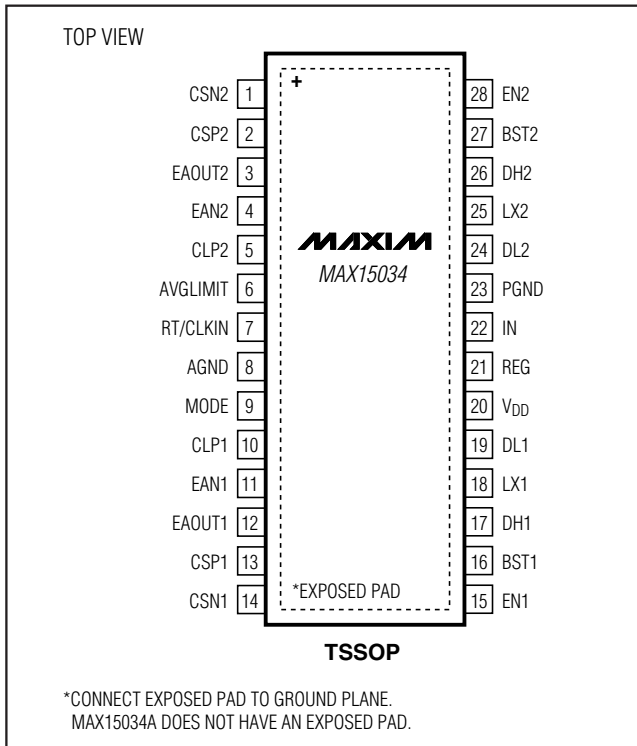 TOP VIEW
+
CSN2 1
CSP2 2
EAOUT2 3
EAN2 4
CLP2 5
AVGLIMIT 6
RT/CLKIN 7
AGND 8
MODE 9
CLP1 10
EAN1 11
EAOUT1 12
CSP1 13
CSN1 14
MAXIM
MAX15034
28 EN2
27 BST2
26 DH2
25 LX2
24 DL2
23 PGND
22 IN
21 REG
20 VDD
19 DL1
18 LX1
17 DH1
16 BST1
15 EN1
*EXPOSED PAD
TSSOP
*CONNECT EXPOSED PAD TO GROUND PLANE.
MAX15034A DOES NOT HAVE AN EXPOSED PAD.